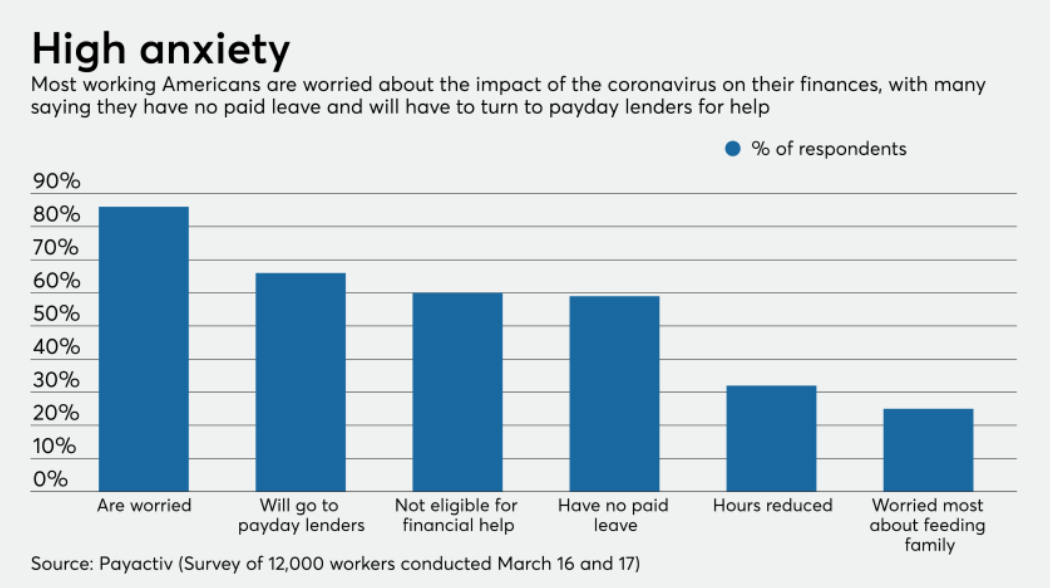 High anxiety
Most working Americans are worried about the impact of the coronavirus on their finances, with many
saying they have no paid leave and will have to turn to payday lenders for help
% of respondents
90%
80%
70%
60%
50%
40%
30%
20%
10%
0%
Are worried
Will go to
payday lenders
Not eligible for
financial help
Have no paid
leave
Hours reduced
Worried most
about feeding
family
Source: Payactiv (Survey of 12,000 workers conducted March 16 and 17)